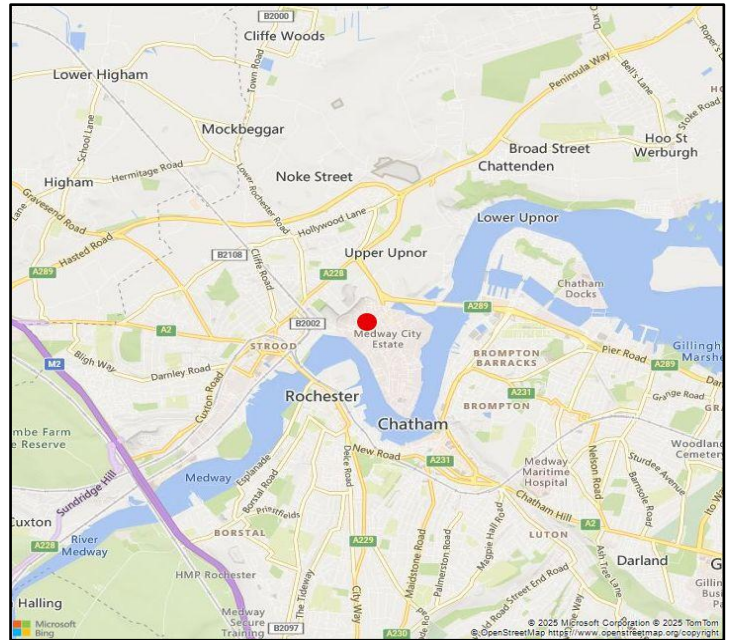 B2000
Cliffe Woods
Lower Higham
Town Road
Peninsula Way
Bell's Lane
Stoke Road
School Lane
Mockbeggar
Broad Street
Hoo St
Werburgh
Chattenden
Hermitage Road
Noke Street
Higham
Lower Rochester Road
Gravesend Road
Lane
Hollywood Lane
Lower Upnor
Hasted Road
B2108
Cliffe Road
Upper Upnor
A289
A228
Chatham
Docks
A289
A2
B2002
Medway City
Estate
STROOD
M2
Bligh Way
Darnley Road
BROMPTON
BARRACKS
Pier Road
A289
Cuxton Road
Rochester
A231
Grange Road
BROMPTON
Chatham
New Road
A231
Medway
Maritime
Hospital
Nelson Road
Sturdee Avenue
Barnsole Road
Medway
Esplanade
Borstal Road
Delce Road
Sundridge Hill
Priestfields
Chatham Hill
A2
Cuxton
A228
River
Medway
BORSTAL
A229
Maidstone Road
Palmerston Road
Magpie Hall Road
LUTON
Darland
Ash Tree Lane
HMP Rochester
The Tideway
City Way
Street End Road
Halling
Medway
Secure
Training
B2097
A230
Microsoft
Bing
© 2025 Microsoft Corporation © 2025 TomTom
© OpenStreetMap https://www.openstreetmap.org/copyright